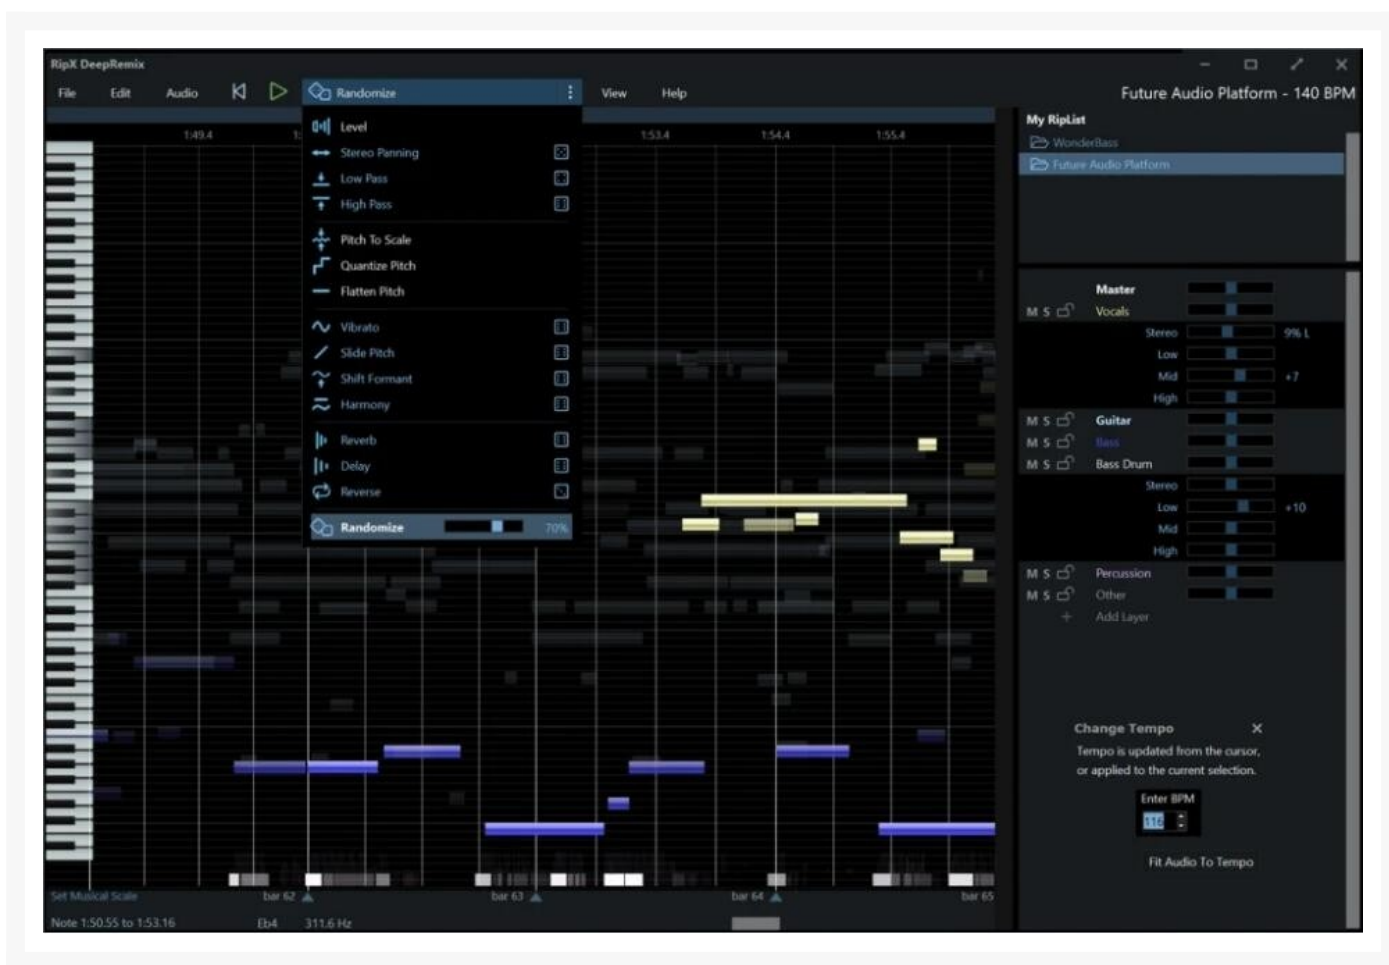 RipX DeepRemix
File Edit Audio Randomize View Help
Future Audio Platform - 140 BPM
1:49.4 1: 1:53.4 1:54.4 1:55.4
Level
Stereo Panning
Low Pass
High Pass
Pitch To Scale
Quantize Pitch
Flatten Pitch
Vibrato
Slide Pitch
Shift Formant
Harmony
Reverb
Delay
Reverse
Randomize 70%
My RipList
WonderBass
Future Audio Platform
Master
M S Vocals
Stereo 9% L
Low
Mid +7
High
M S Guitar
M S Bass
M S Bass Drum
Stereo
Low +10
Mid
High
M S Percussion
M S Other
+ Add Layer
Change Tempo
Tempo is updated from the cursor,
or applied to the current selection.
Enter BPM
116
Fit Audio To Tempo
Set Musical Scale bar 62 bar 63 bar 64 bar 65
Note 1:50.55 to 1:53.16 Eb4 311.6 Hz